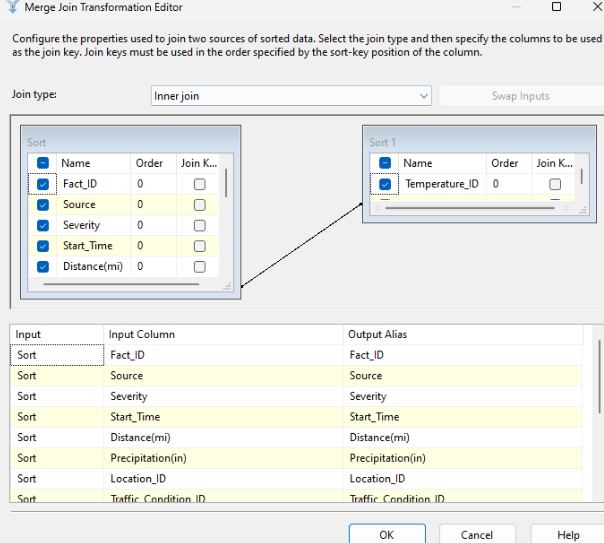 Merge Join Transformation Editor
Configure the properties used to join two sources of sorted data. Select the join type and then specify the columns to be used
as the join key. Join keys must be used in the order specified by the sort-key position of the column.
Join type: Inner join Swap Inputs
Sort
Name Order Join K...
Fact_ID 0
Source 0
Severity 0
Start_Time 0
Distance(mi) 0
Sort 1
Name Order Join K...
Temperature_ID 0
Input Input Column Output Alias
Sort Fact_ID Fact_ID
Sort Source Source
Sort Severity Severity
Sort Start_Time Start_Time
Sort Distance(mi) Distance(mi)
Sort Precipitation(in) Precipitation(in)
Sort Location_ID Location_ID
Sort Traffic_Condition_ID Traffic_Condition_ID
OK Cancel Help